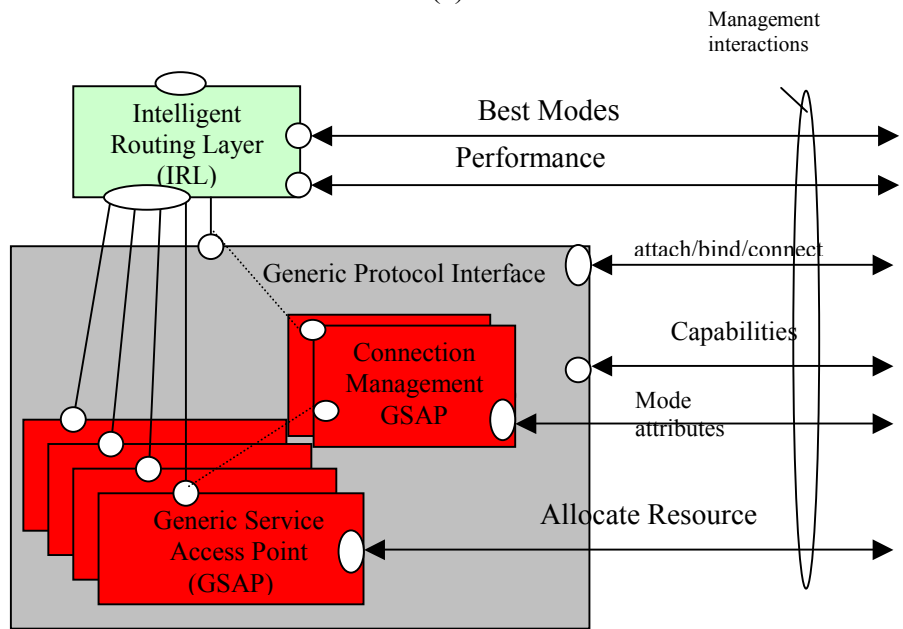 Management
interactions
Intelligent
Routing Layer
(IRL)
Best Modes
Performance
Generic Protocol Interface
attach/bind/connect
Capabilities
Connection
Management
GSAP
Mode
attributes
Generic Service
Access Point
(GSAP)
Allocate Resource